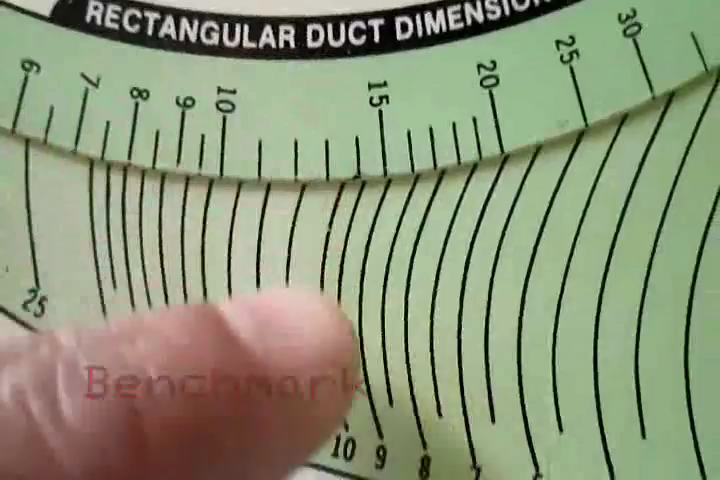 RECTANGULAR DUCT DIMENSIO
6 7 8 9 10 15 20 25 30
25
Benchmark
10 9 8